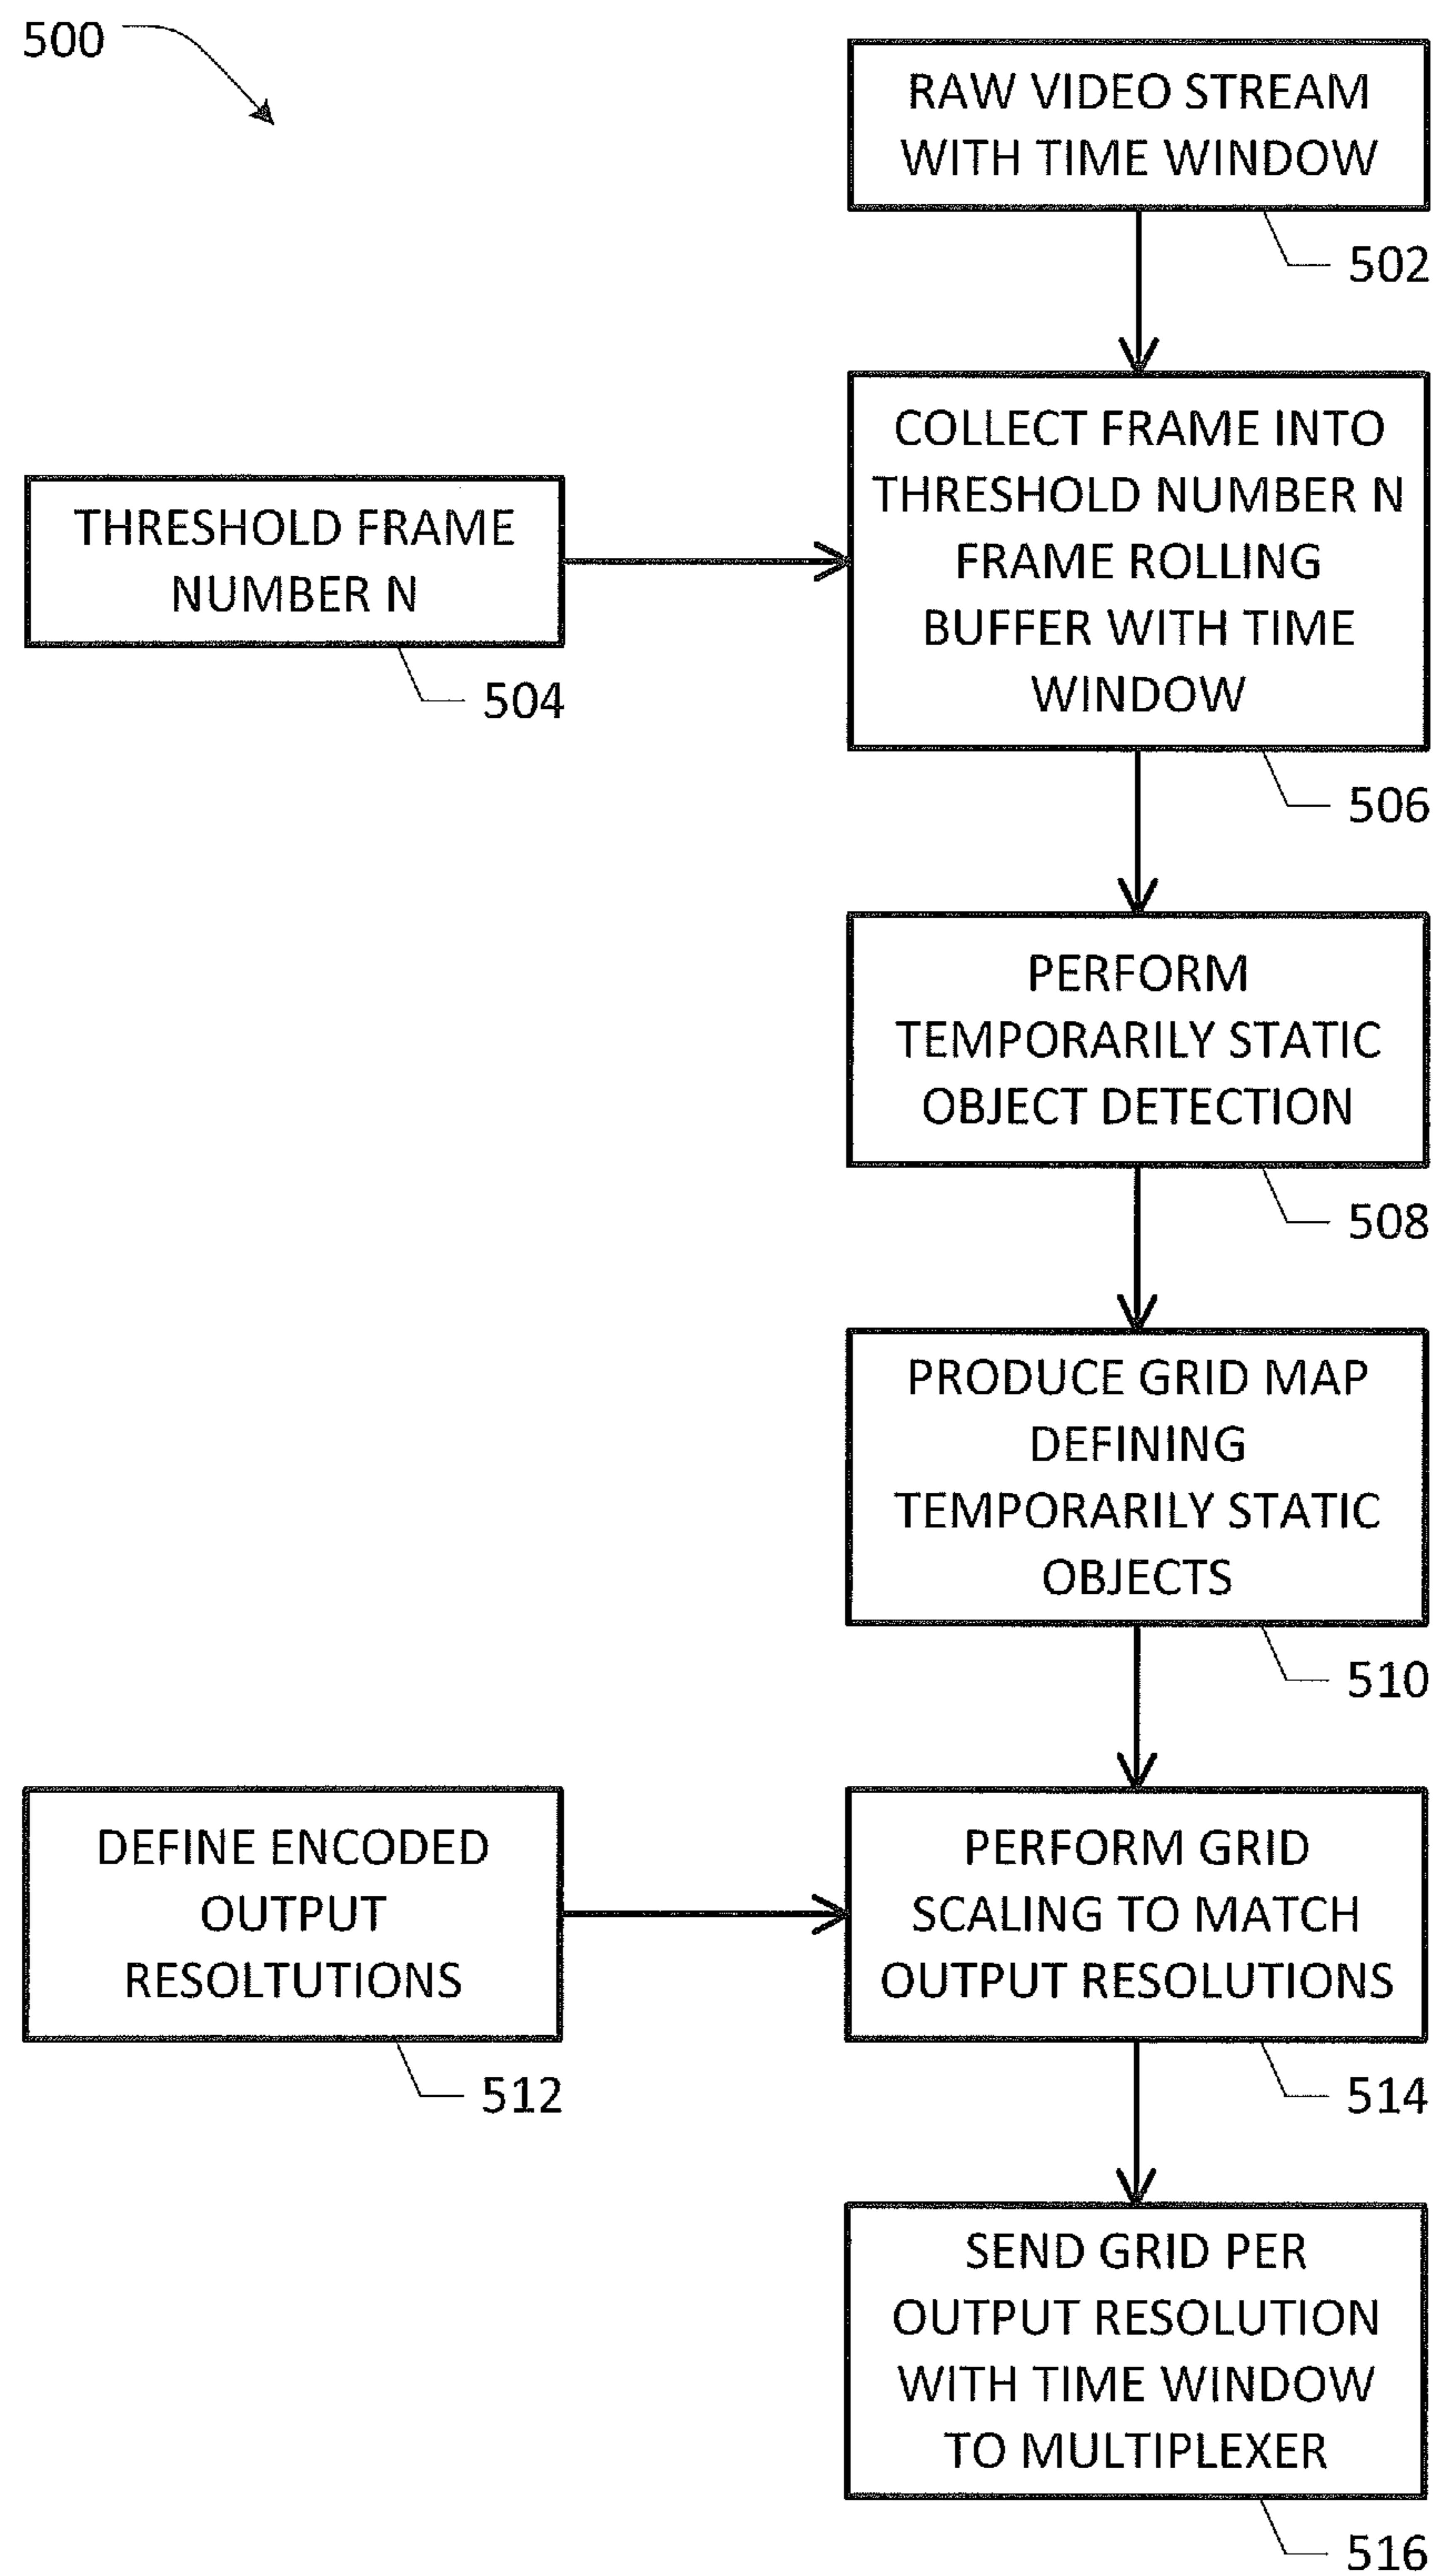 500
RAW VIDEO STREAM
WITH TIME WINDOW
502
THRESHOLD FRAME
NUMBER N
504
COLLECT FRAME INTO
THRESHOLD NUMBER N
FRAME ROLLING
BUFFER WITH TIME
WINDOW
506
PERFORM
TEMPORARILY STATIC
OBJECT DETECTION
508
PRODUCE GRID MAP
DEFINING
TEMPORARILY STATIC
OBJECTS
510
DEFINE ENCODED
OUTPUT
RESOLTUTIONS
512
PERFORM GRID
SCALING TO MATCH
OUTPUT RESOLUTIONS
514
SEND GRID PER
OUTPUT RESOLUTION
WITH TIME WINDOW
TO MULTIPLEXER
516